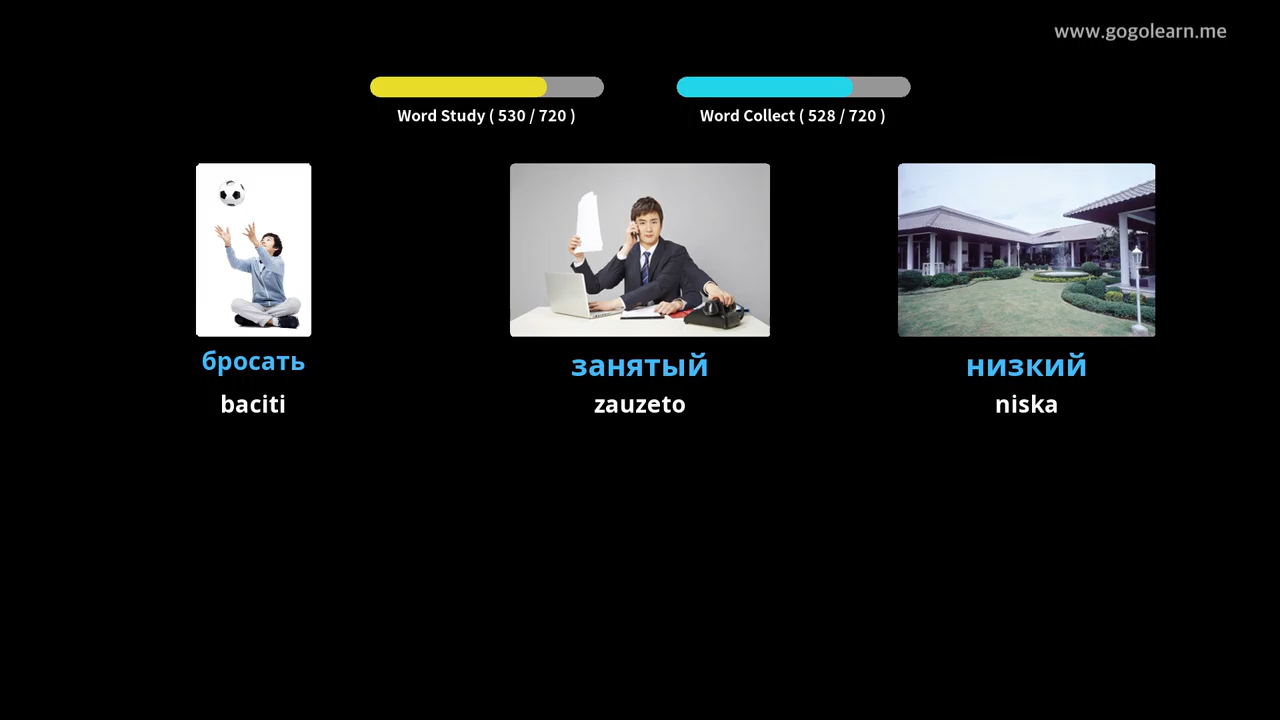 www.gogolearn.me
Word Study ( 530 / 720 )
Word Collect ( 528 / 720 )
бросать
baciti
занятый
zauzeto
низкий
niska